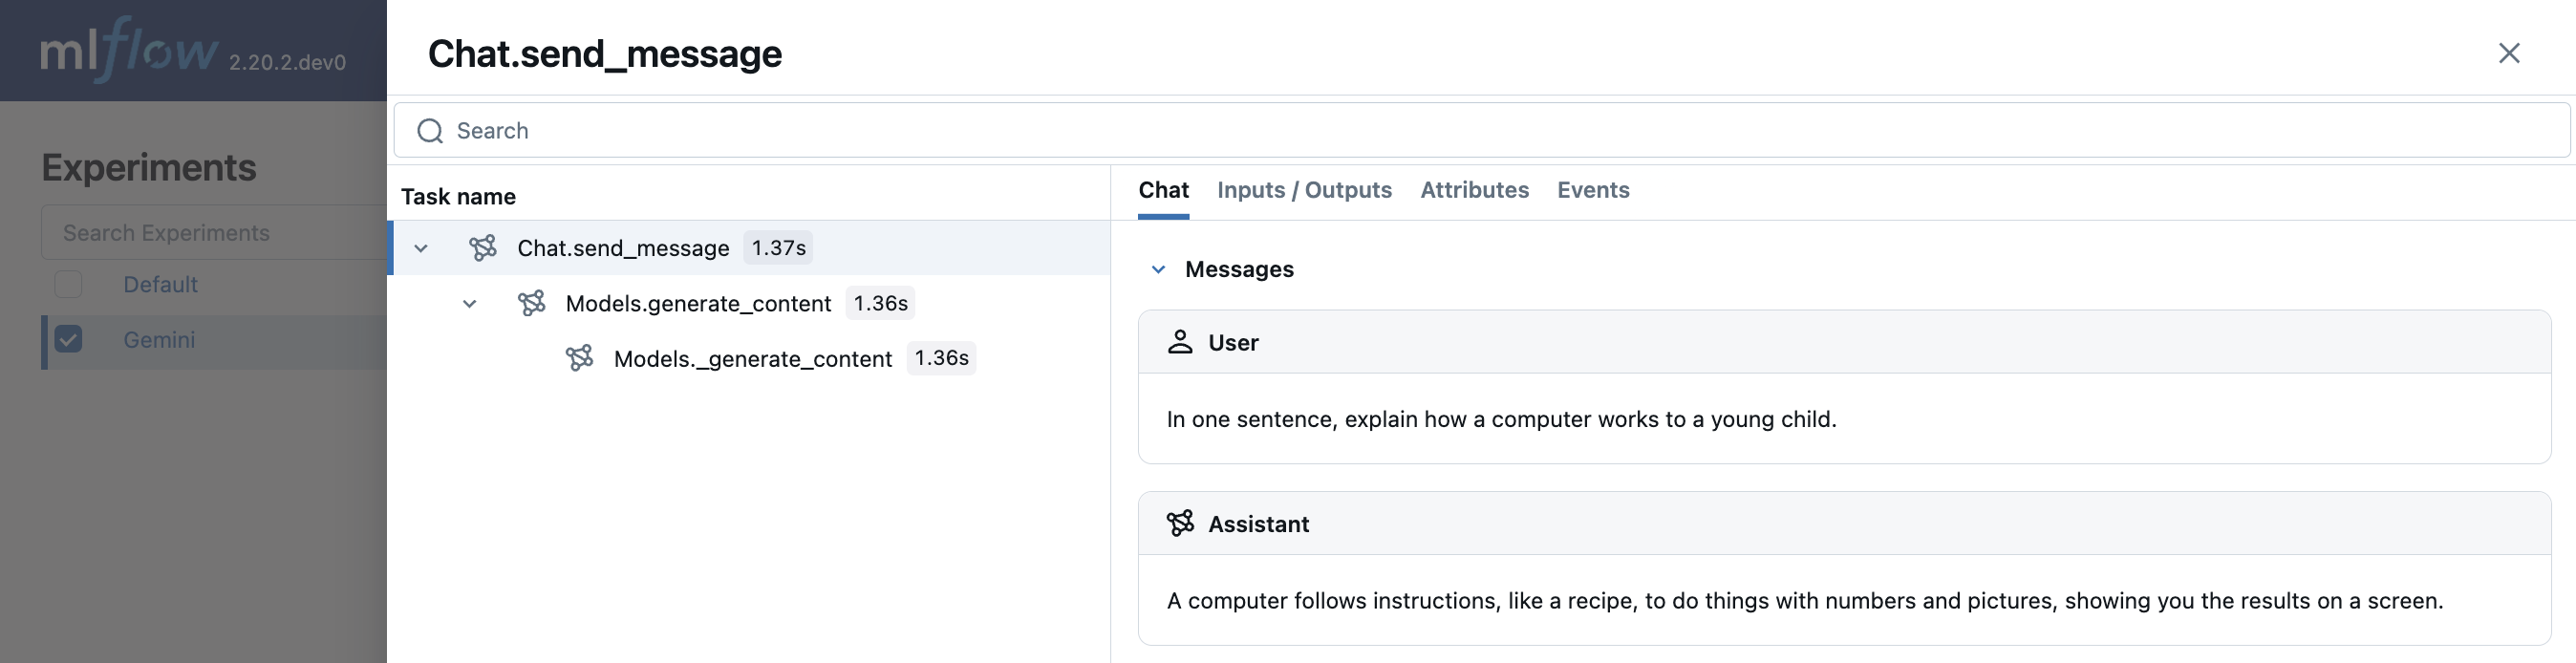 mlflow 2.20.2.dev0
Experiments
Search Experiments
Default
Gemini
Chat.send_message
Search
Task name
Chat.send_message 1.37s
Models.generate_content 1.36s
Models._generate_content 1.36s
Chat Inputs / Outputs Attributes Events
Messages
User
In one sentence, explain how a computer works to a young child.
Assistant
A computer follows instructions, like a recipe, to do things with numbers and pictures, showing you the results on a screen.